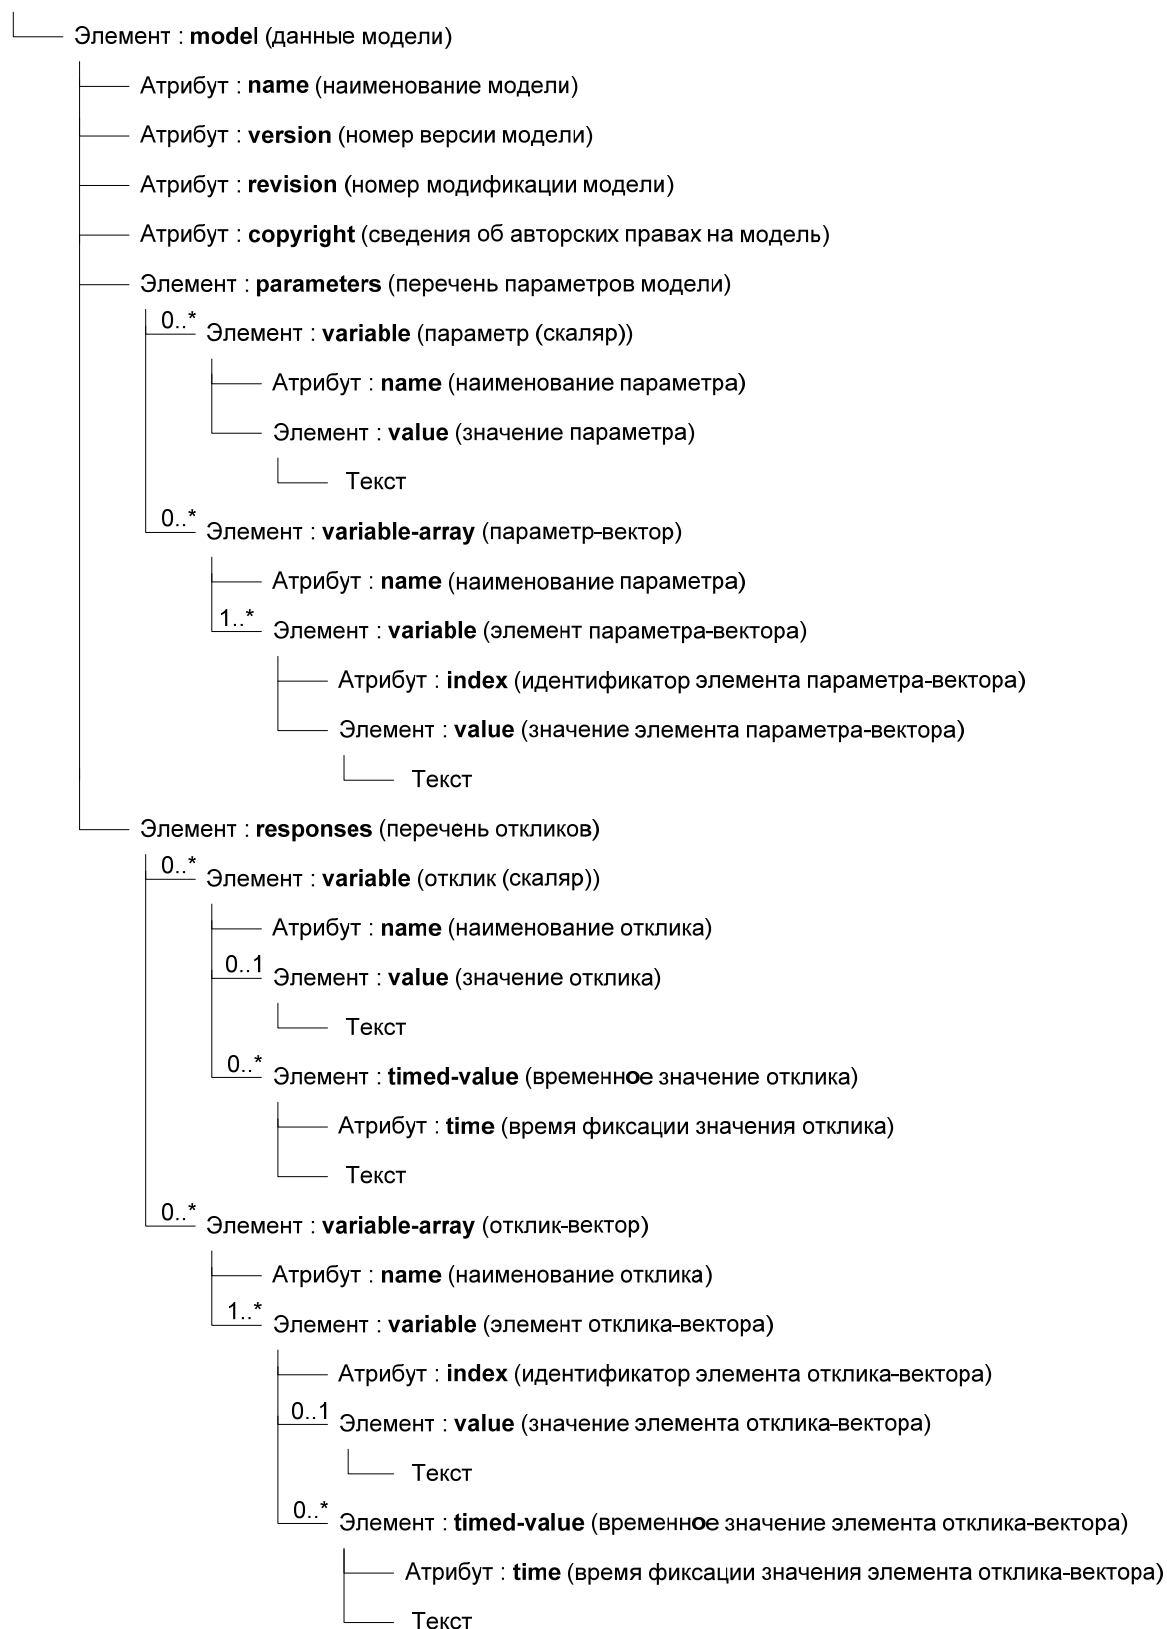 Элемент : model (данные модели)
Атрибут : name (наименование модели)
Атрибут : version (номер версии модели)
Атрибут : revision (номер модификации модели)
Атрибут : copyright (сведения об авторских правах на модель)
Элемент : parameters (перечень параметров модели)
0..* Элемент : variable (параметр (скаляр))
Атрибут : name (наименование параметра)
Элемент : value (значение параметра)
Текст
0..* Элемент : variable-array (параметр-вектор)
Атрибут : name (наименование параметра)
1..* Элемент : variable (элемент параметра-вектора)
Атрибут : index (идентификатор элемента параметра-вектора)
Элемент : value (значение элемента параметра-вектора)
Текст
Элемент : responses (перечень откликов)
0..* Элемент : variable (отклик (скаляр))
Атрибут : name (наименование отклика)
0..1 Элемент : value (значение отклика)
Текст
0..* Элемент : timed-value (временное значение отклика)
Атрибут : time (время фиксации значения отклика)
Текст
0..* Элемент : variable-array (отклик-вектор)
Атрибут : name (наименование отклика)
1..* Элемент : variable (элемент отклика-вектора)
Атрибут : index (идентификатор элемента отклика-вектора)
0..1 Элемент : value (значение элемента отклика-вектора)
Текст
0..* Элемент : timed-value (временное значение элемента отклика-вектора)
Атрибут : time (время фиксации значения элемента отклика-вектора)
Текст